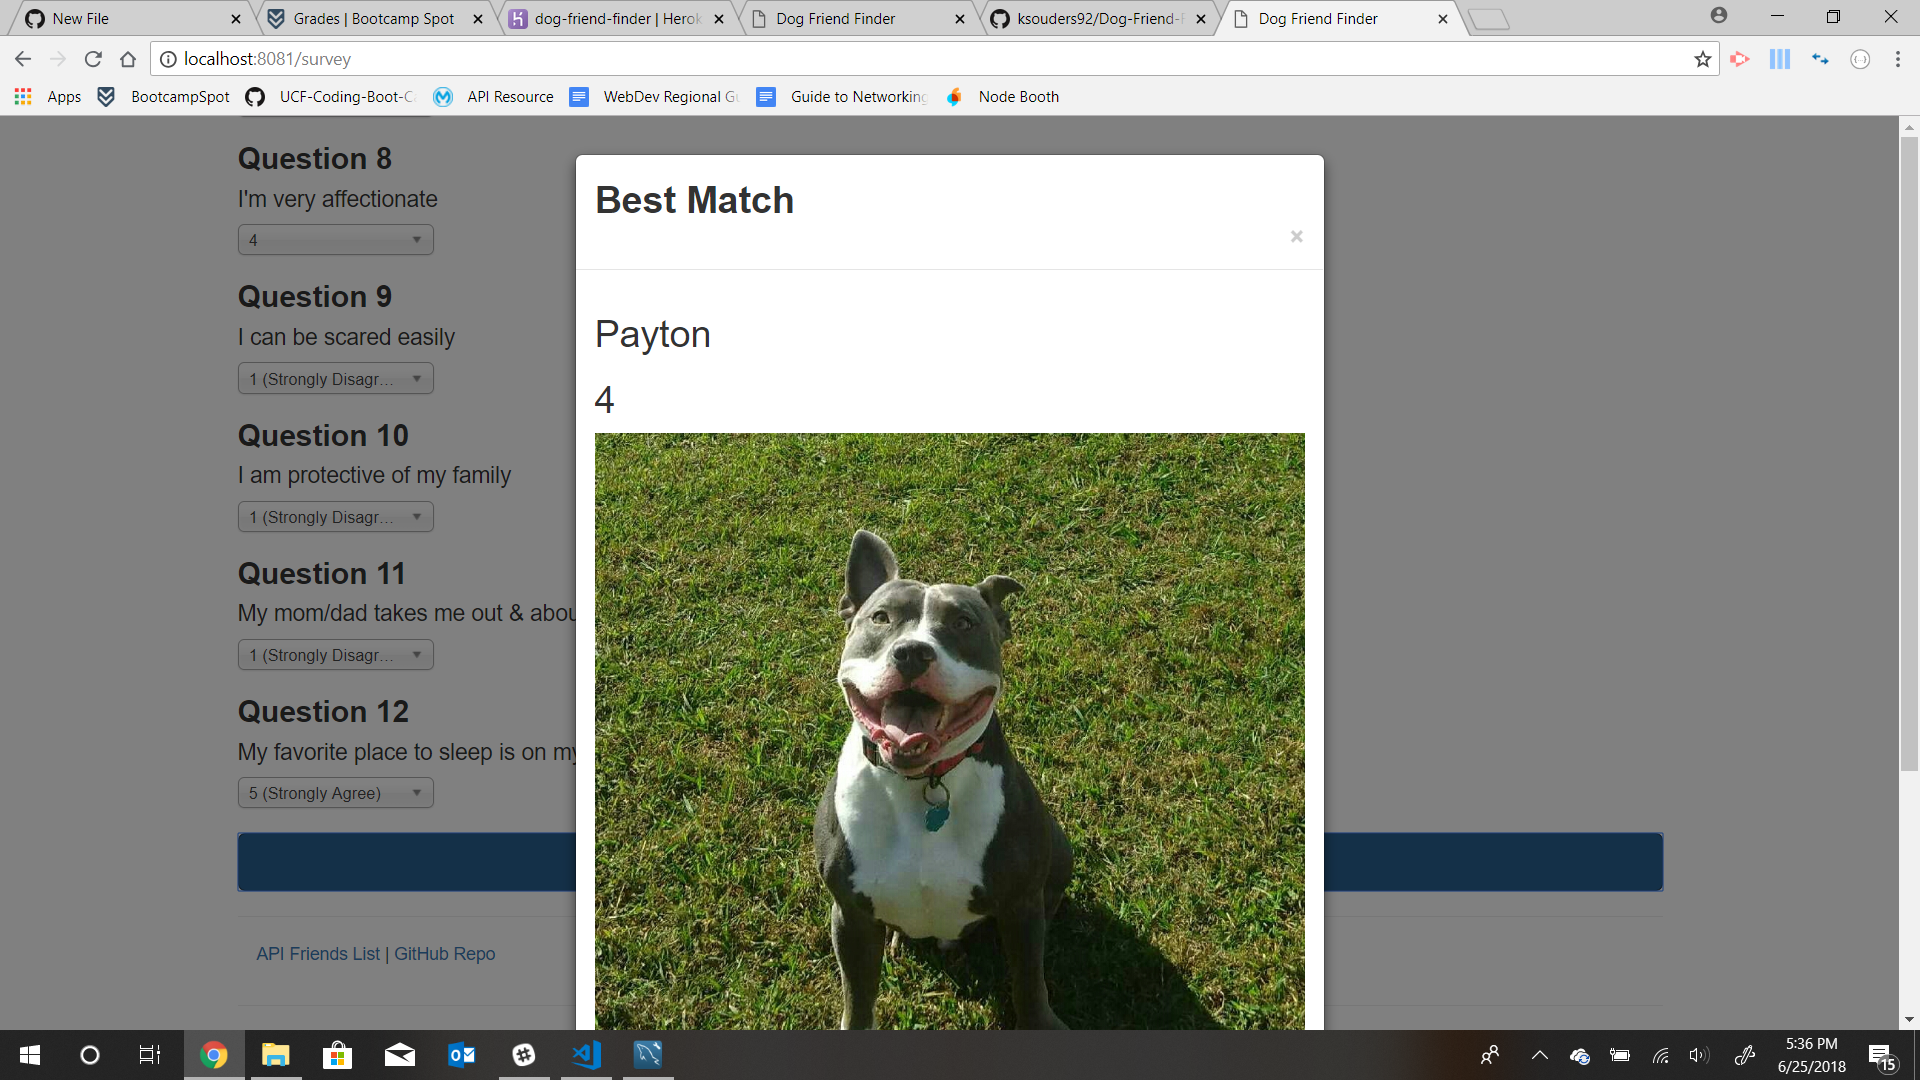 New File
Grades | Bootcamp Spot
dog-friend-finder | Herok
Dog Friend Finder
ksouders92/Dog-Friend-F
Dog Friend Finder
localhost:8081/survey
Apps
BootcampSpot
UCF-Coding-Boot-C
API Resource
WebDev Regional Gu
Guide to Networking
Node Booth
Question 8
I'm very affectionate
4
Question 9
I can be scared easily
1 (Strongly Disagr...
Question 10
I am protective of my family
1 (Strongly Disagr...
Question 11
My mom/dad takes me out & abou
1 (Strongly Disagr...
Question 12
My favorite place to sleep is on my
5 (Strongly Agree)
API Friends List | GitHub Repo
Best Match
×
Payton
4
5:36 PM
6/25/2018
15